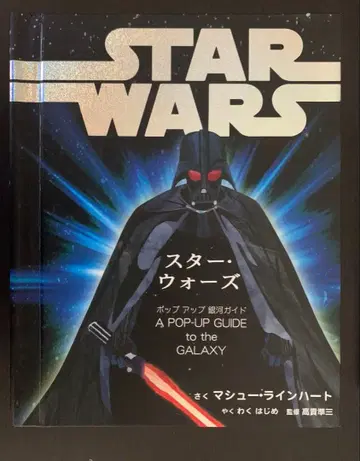 STAR
WARS
スター・
ウォーズ
ポップ アップ 銀河ガイド
A POP-UP GUIDE
to the
GALAXY
さく マシュー・ラインハート
やく わく はじめ 監修 高貴準三